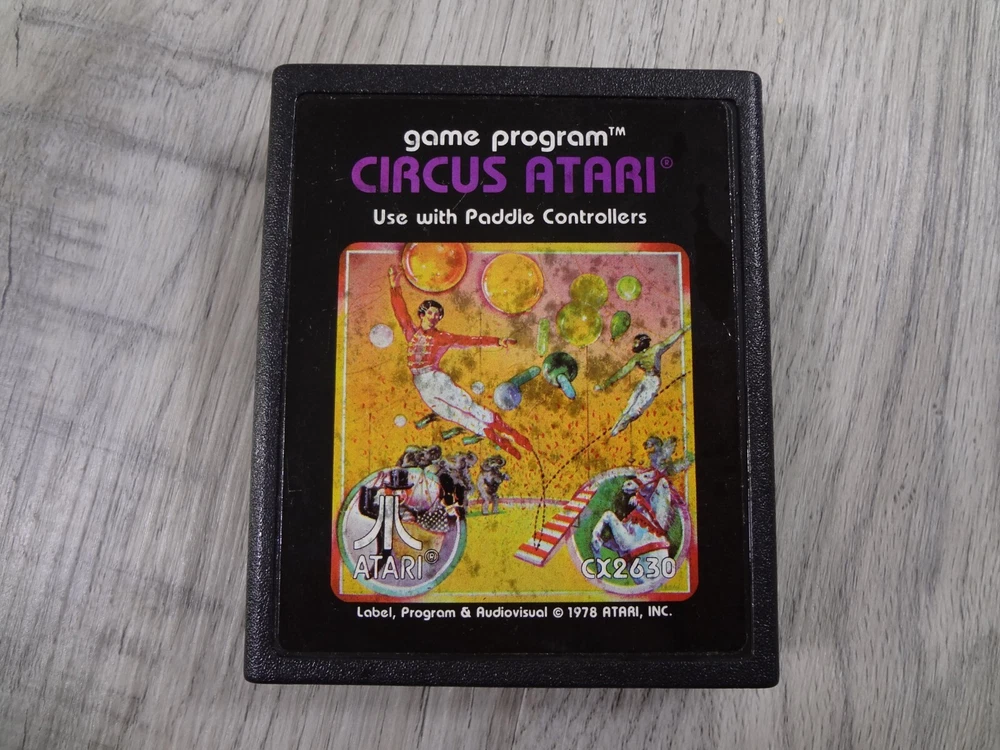 game program™
CIRCUS ATARI®
Use with Paddle Controllers
ATARI©
CX2630
Label, Program & Audiovisual © 1978 ATARI, INC.